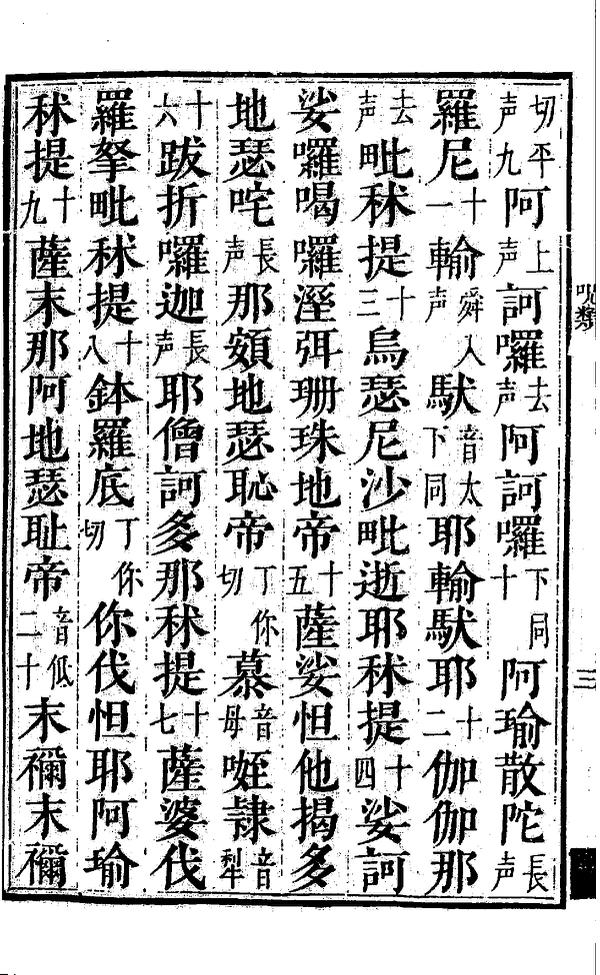 切平声九阿上声訶囉去声阿訶囉下同十阿瑜散陀長声
羅尼十一輸舜入声馱音太下同耶輸馱耶十二伽伽那
去声毗秫提十三烏瑟尼沙毗逝耶秫提十四娑訶
娑囉喝囉溼弭珊珠地帝十五薩娑怛他揭多
地瑟咤長声那頞地瑟恥帝丁你切慕音母㖶隷音犁
十六跋折囉迦長声耶僧訶多那秫提十七薩婆伐
羅拏毗秫提十八鉢羅底丁你切你伐怛耶阿瑜
秫提十九薩末那阿地瑟耻帝音低二十末禰末禰
呪類
三